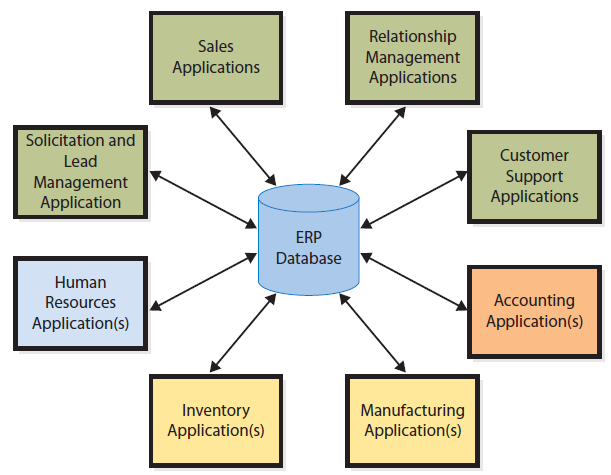 Sales
Applications
Relationship
Management
Applications
Solicitation and
Lead
Management
Application
Customer
Support
Applications
ERP
Database
Human
Resources
Application(s)
Accounting
Application(s)
Inventory
Application(s)
Manufacturing
Application(s)